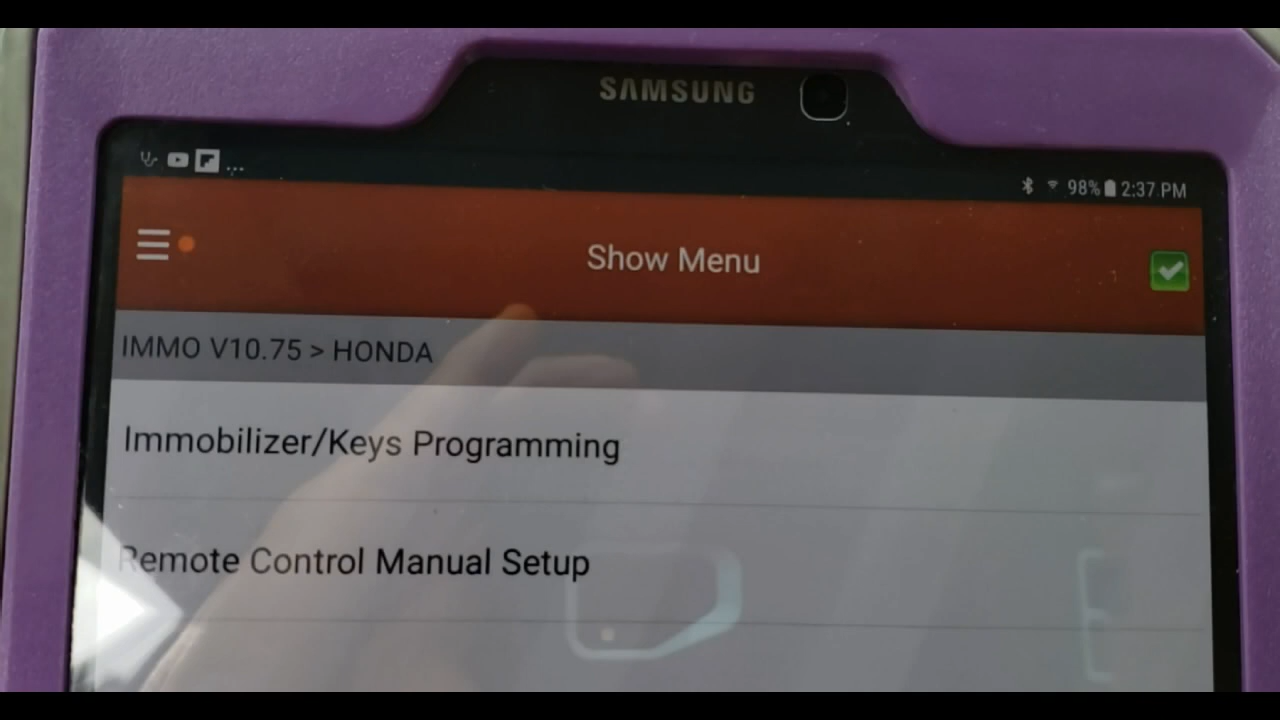 SAMSUNG
...
98% 2:37 PM
Show Menu
IMMO V10.75 > HONDA
Immobilizer/Keys Programming
Remote Control Manual Setup